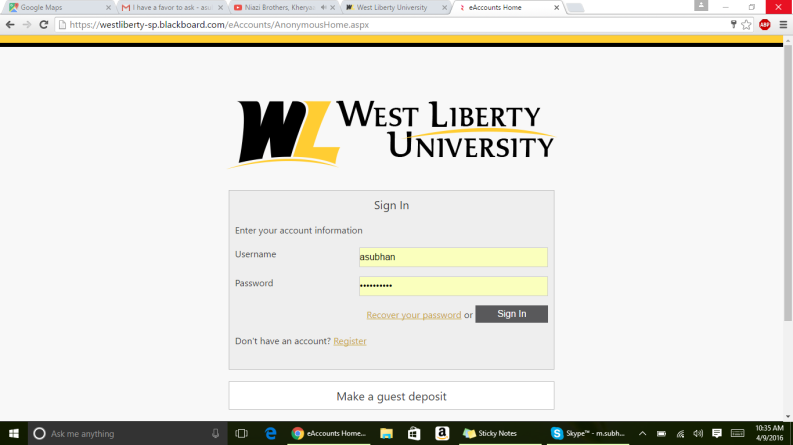 Google Maps
I have a favor to ask - asu
Niazi Brothers, Kherya
West Liberty University
eAccounts Home
https://westliberty-sp.blackboard.com/eAccounts/AnonymousHome.aspx
ABP
WL WEST LIBERTY
UNIVERSITY
Sign In
Enter your account information
Username
asubhan
Password
••••••••••
Recover your password or Sign In
Don't have an account? Register
Make a guest deposit
Ask me anything
eAccounts Home...
Sticky Notes
Skype™ - m.subh...
10:35 AM
4/9/2016